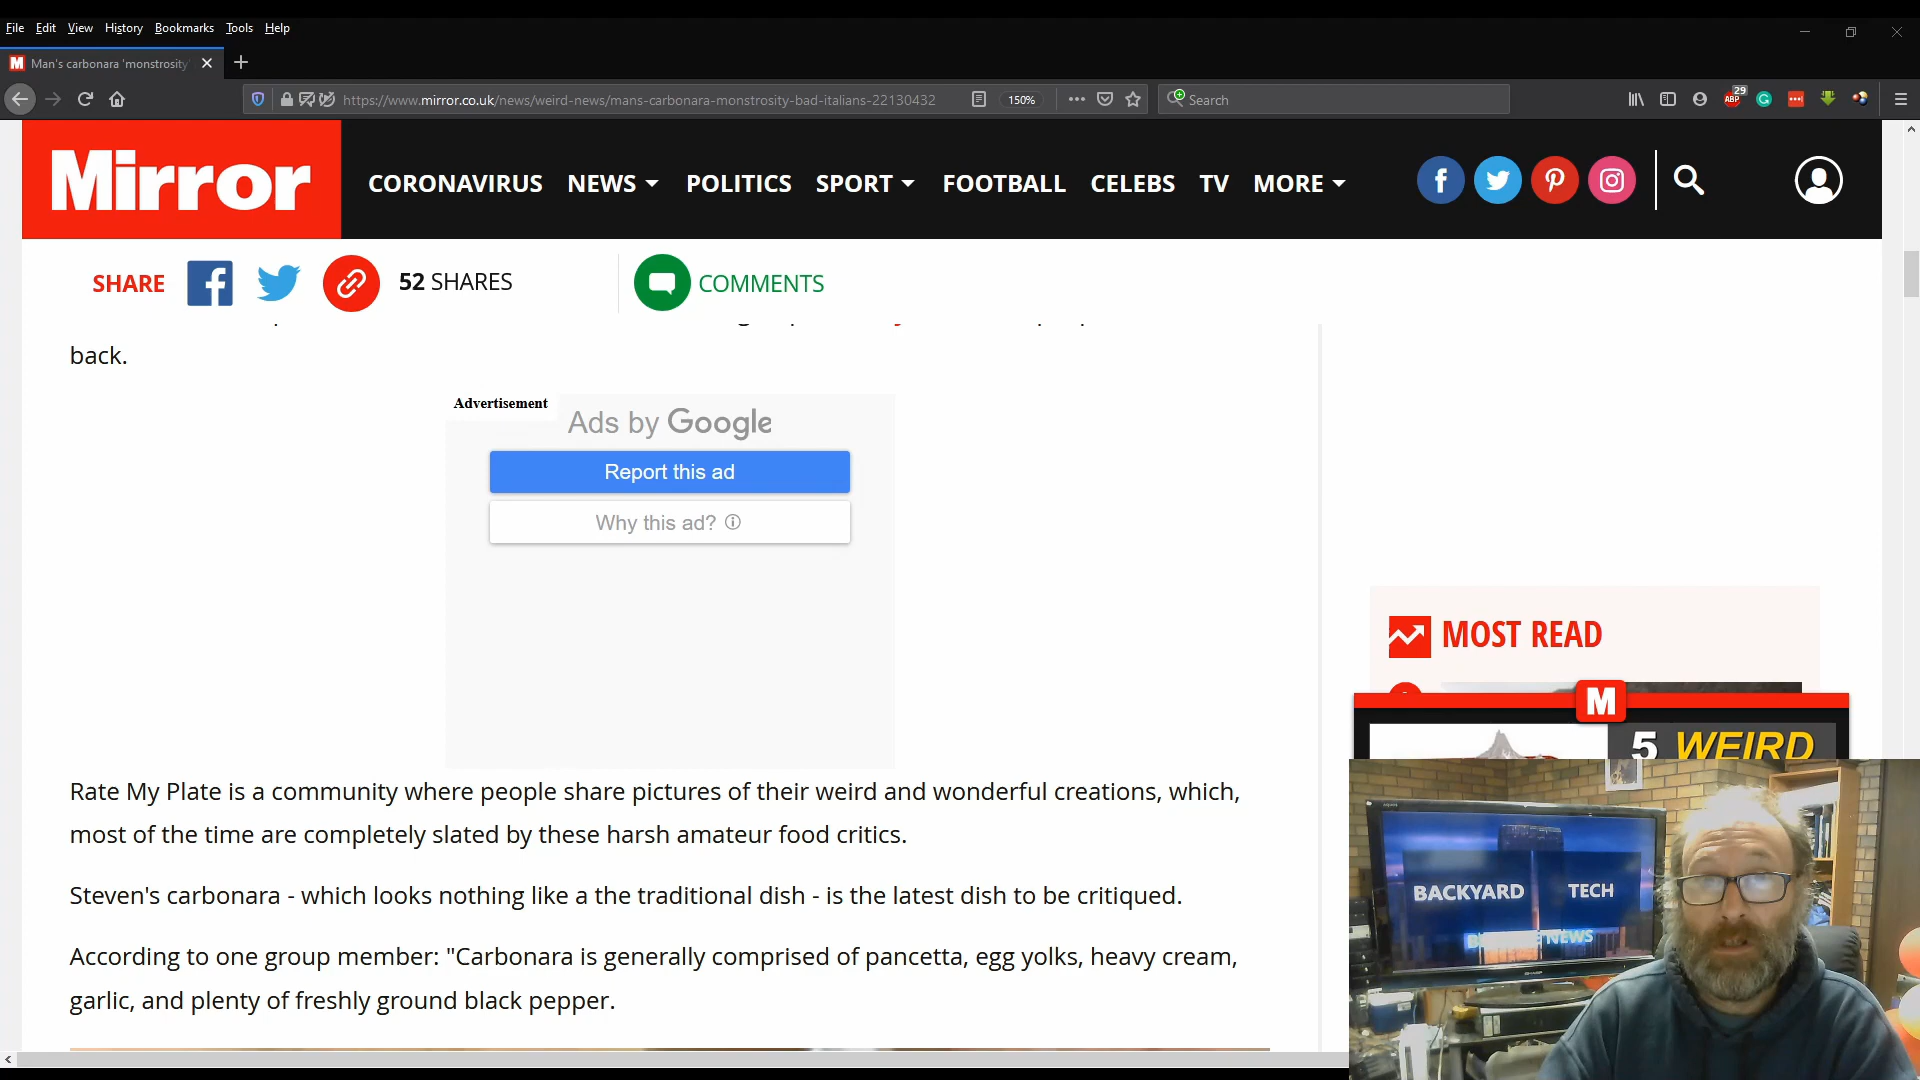 File Edit View History Bookmarks Tools Help
M Man's carbonara 'monstrosity'
https://www.mirror.co.uk/news/weird-news/mans-carbonara-monstrosity-bad-italians-22130432 150% Search ABP 29
Mirror CORONAVIRUS NEWS POLITICS SPORT FOOTBALL CELEBS TV MORE
SHARE 52 SHARES COMMENTS
back.
Advertisement
Ads by Google
Report this ad
Why this ad?
MOST READ
M
5 WEIRD
Rate My Plate is a community where people share pictures of their weird and wonderful creations, which,
most of the time are completely slated by these harsh amateur food critics.
Steven's carbonara - which looks nothing like a the traditional dish - is the latest dish to be critiqued.
According to one group member: "Carbonara is generally comprised of pancetta, egg yolks, heavy cream,
garlic, and plenty of freshly ground black pepper.
BACKYARD TECH
NEWS